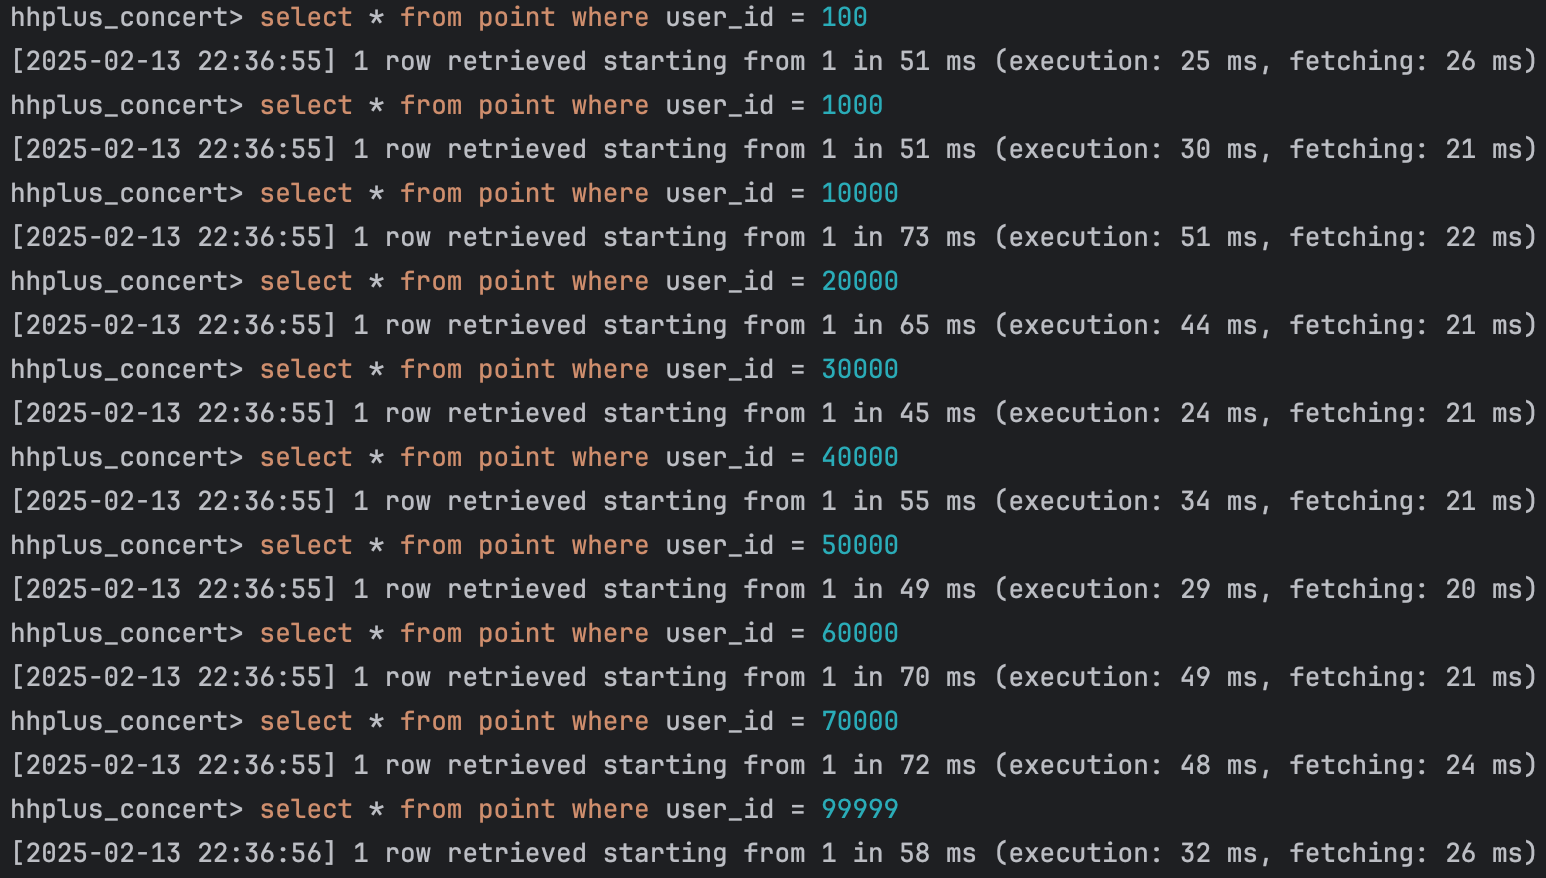 hhplus_concert> select * from point where user_id = 100
[2025-02-13 22:36:55] 1 row retrieved starting from 1 in 51 ms (execution: 25 ms, fetching: 26 ms)
hhplus_concert> select * from point where user_id = 1000
[2025-02-13 22:36:55] 1 row retrieved starting from 1 in 51 ms (execution: 30 ms, fetching: 21 ms)
hhplus_concert> select * from point where user_id = 10000
[2025-02-13 22:36:55] 1 row retrieved starting from 1 in 73 ms (execution: 51 ms, fetching: 22 ms)
hhplus_concert> select * from point where user_id = 20000
[2025-02-13 22:36:55] 1 row retrieved starting from 1 in 65 ms (execution: 44 ms, fetching: 21 ms)
hhplus_concert> select * from point where user_id = 30000
[2025-02-13 22:36:55] 1 row retrieved starting from 1 in 45 ms (execution: 24 ms, fetching: 21 ms)
hhplus_concert> select * from point where user_id = 40000
[2025-02-13 22:36:55] 1 row retrieved starting from 1 in 55 ms (execution: 34 ms, fetching: 21 ms)
hhplus_concert> select * from point where user_id = 50000
[2025-02-13 22:36:55] 1 row retrieved starting from 1 in 49 ms (execution: 29 ms, fetching: 20 ms)
hhplus_concert> select * from point where user_id = 60000
[2025-02-13 22:36:55] 1 row retrieved starting from 1 in 70 ms (execution: 49 ms, fetching: 21 ms)
hhplus_concert> select * from point where user_id = 70000
[2025-02-13 22:36:55] 1 row retrieved starting from 1 in 72 ms (execution: 48 ms, fetching: 24 ms)
hhplus_concert> select * from point where user_id = 99999
[2025-02-13 22:36:56] 1 row retrieved starting from 1 in 58 ms (execution: 32 ms, fetching: 26 ms)